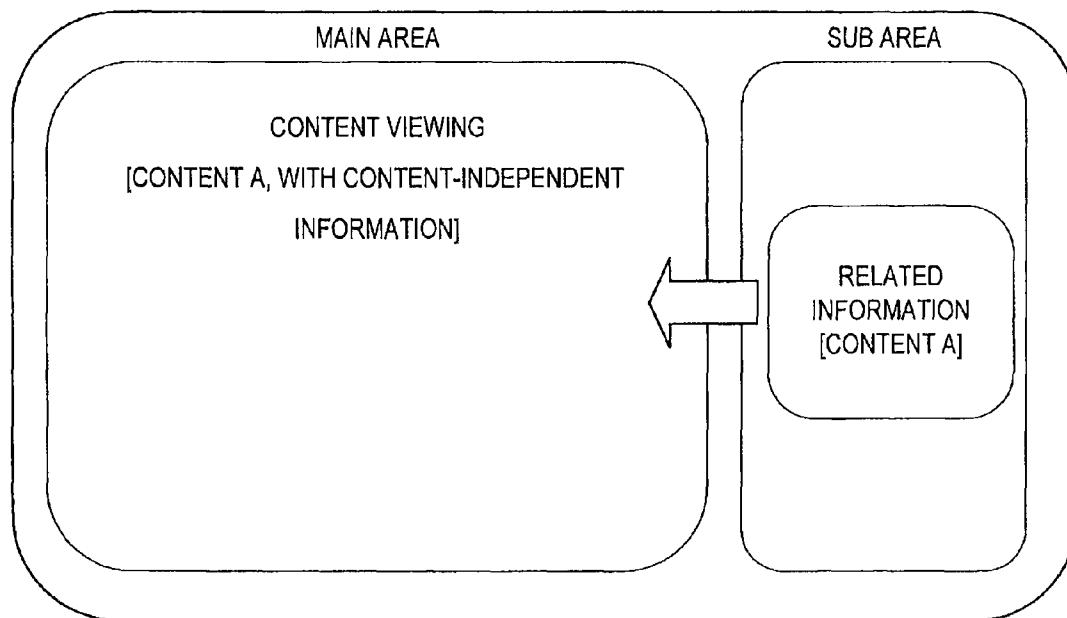 MAIN AREA
SUB AREA
CONTENT VIEWING
[CONTENT A, WITH CONTENT-INDEPENDENT
INFORMATION]
RELATED
INFORMATION
[CONTENT A]